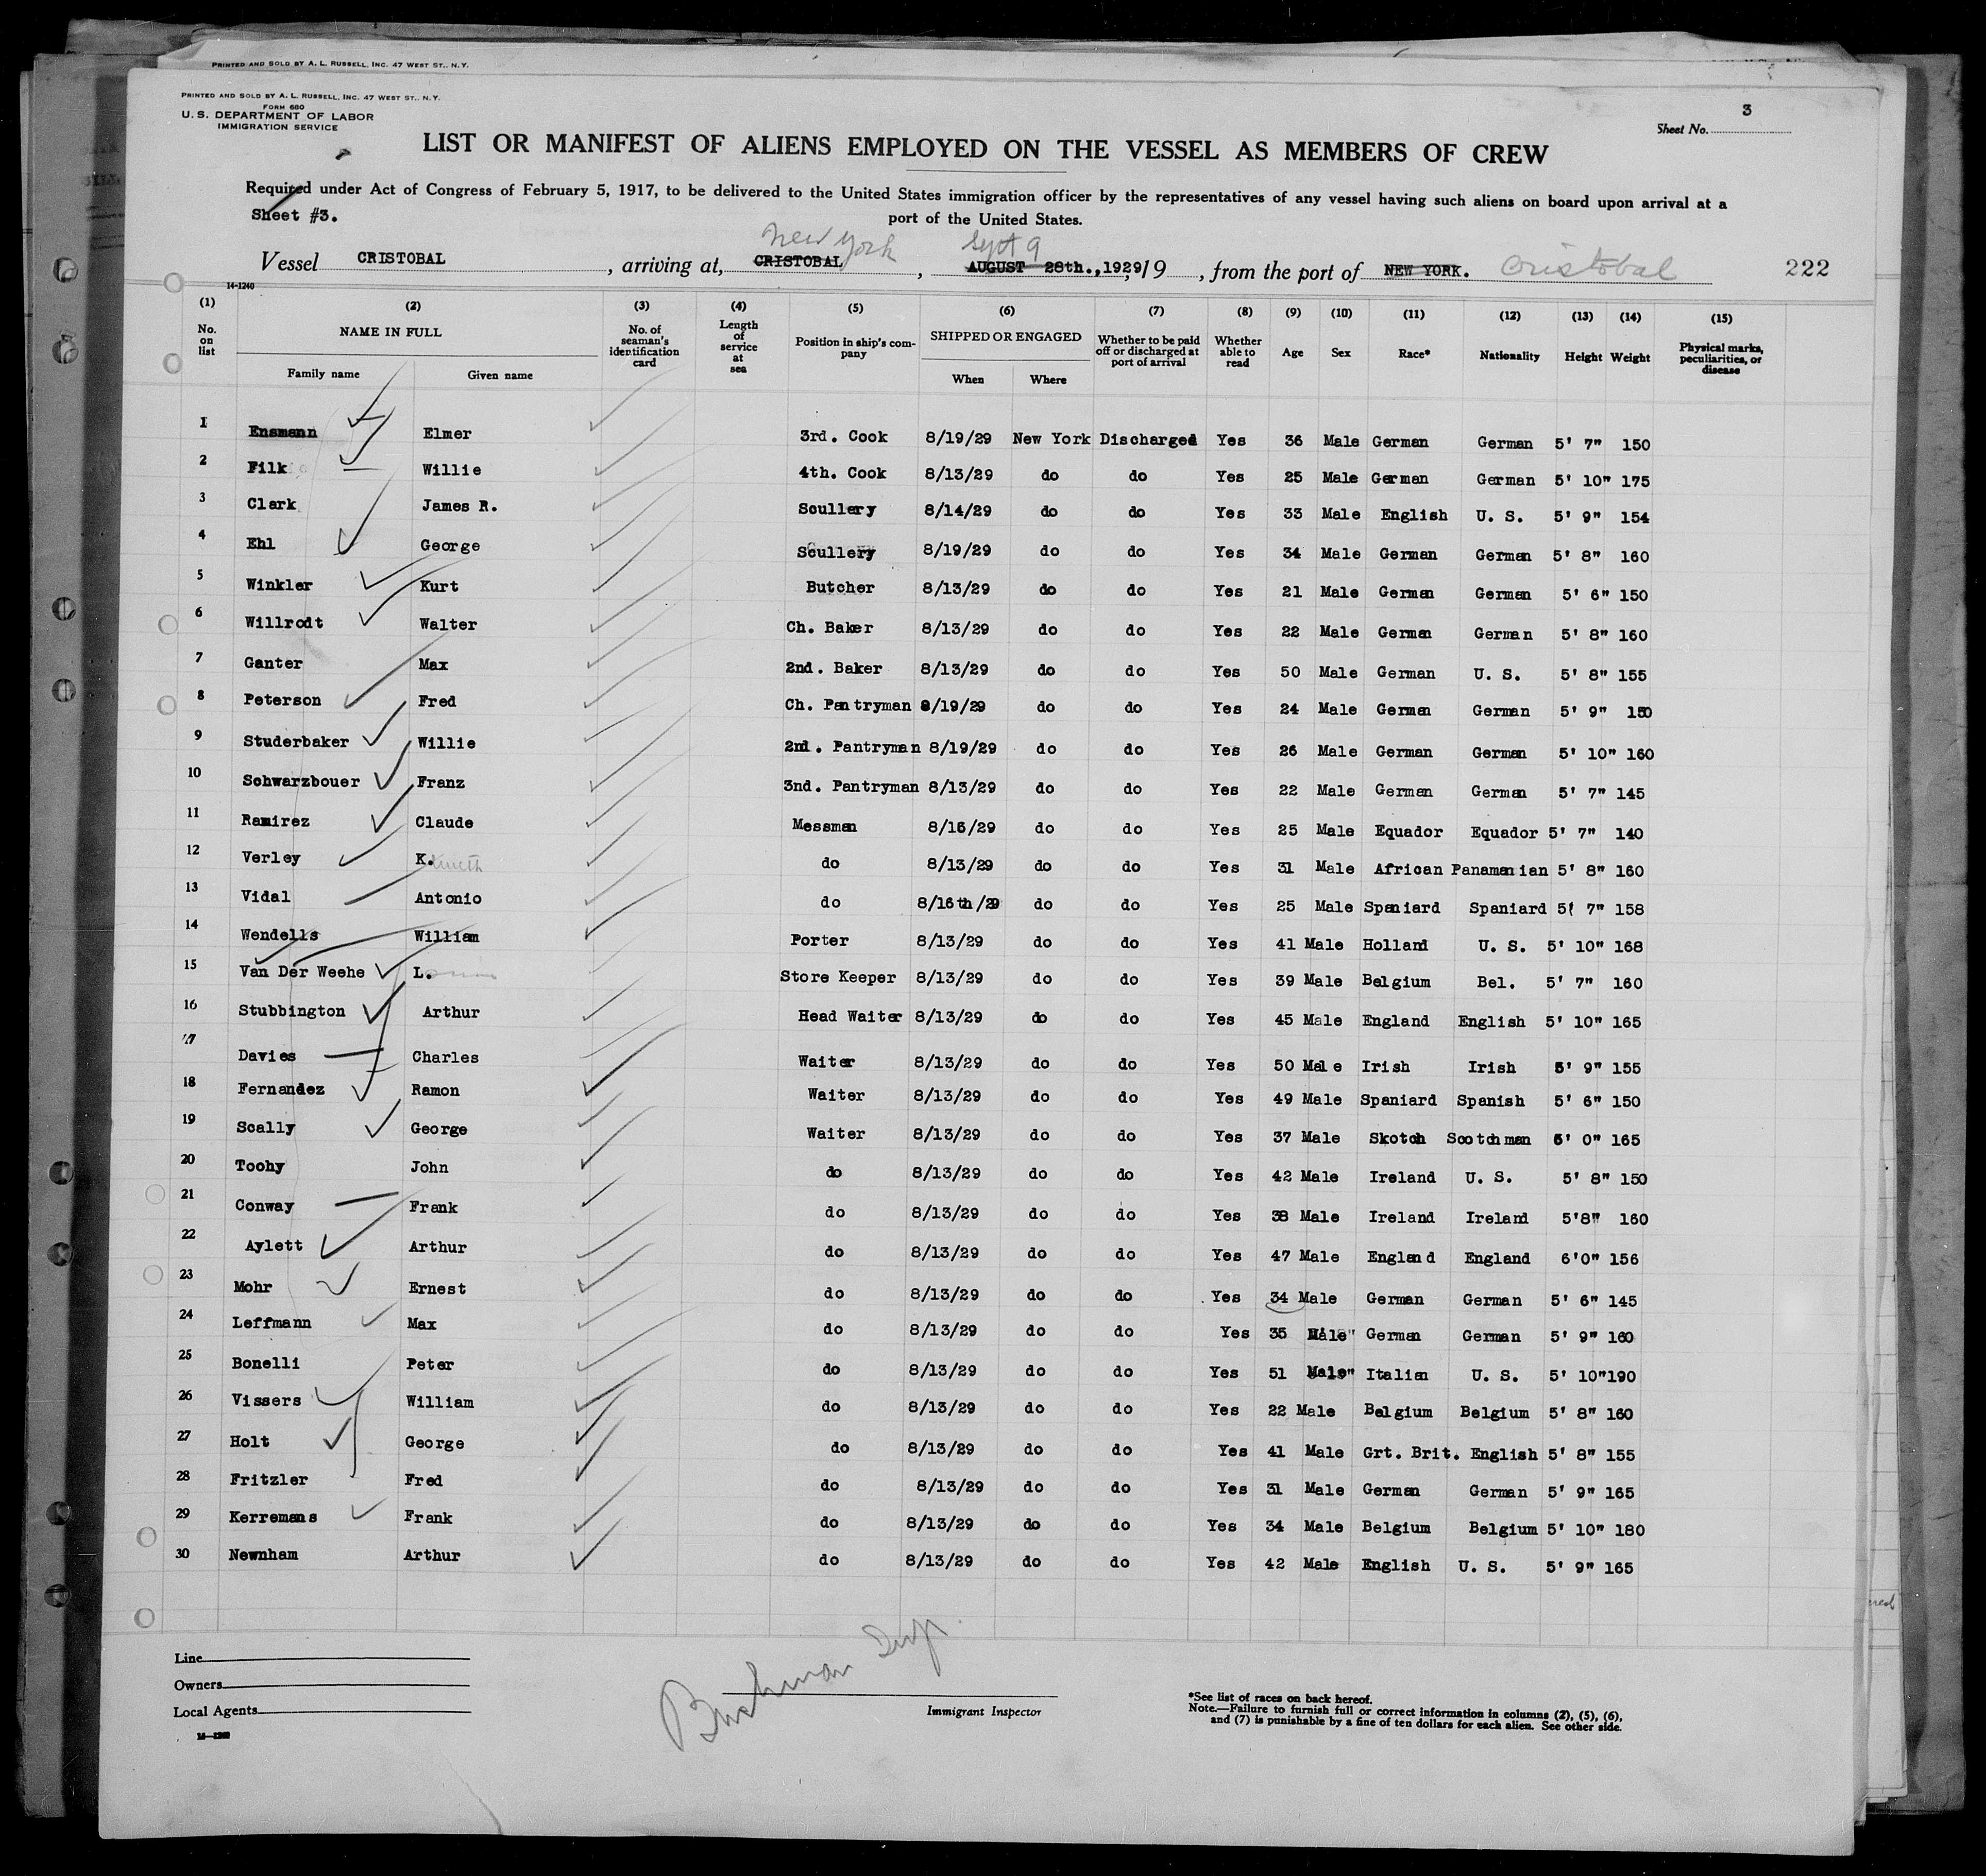 PRINTED AND SOLD BY A. L. RUSSELL, INC. 47 WEST ST., N.Y.
PRINTED AND SOLD BY A. L. RUSSELL, INC. 47 WEST ST., N.Y.
FORM 680
U. S. DEPARTMENT OF LABOR
IMMIGRATION SERVICE
Sheet No. 3
LIST OR MANIFEST OF ALIENS EMPLOYED ON THE VESSEL AS MEMBERS OF CREW
Required under Act of Congress of February 5, 1917, to be delivered to the United States immigration officer by the representatives of any vessel having such aliens on board upon arrival at a
port of the United States.
Sheet #3.
New York Sept 9
Vessel CRISTOBAL , arriving at, CRISTOBAL , AUGUST 28th.,1929, 19 , from the port of NEW YORK. Cristobal 222
14-1240
(1) (2) (3) (4) (5) (6) (7) (8) (9) (10) (11) (12) (13) (14) (15)
No. on list NAME IN FULL Family name Given name No. of seaman's identification card Length of service at sea Position in ship's company SHIPPED OR ENGAGED When Where Whether to be paid off or discharged at port of arrival Whether able to read Age Sex Race* Nationality Height Weight Physical marks, peculiarities, or disease
1 Ensmann Elmer 3rd. Cook 8/19/29 New York Discharged Yes 36 Male German German 5' 7" 150
2 Filk Willie 4th. Cook 8/13/29 do do Yes 25 Male German German 5' 10" 175
3 Clark James R. Scullery 8/14/29 do do Yes 33 Male English U. S. 5' 9" 154
4 Ehl George Scullery 8/19/29 do do Yes 34 Male German German 5' 8" 160
5 Winkler Kurt Butcher 8/13/29 do do Yes 21 Male German German 5' 6" 150
6 Willrodt Walter Ch. Baker 8/13/29 do do Yes 22 Male German German 5' 8" 160
7 Ganter Max 2nd. Baker 8/13/29 do do Yes 50 Male German U. S. 5' 8" 155
8 Peterson Fred Ch. Pantryman 8/19/29 do do Yes 24 Male German German 5' 9" 150
9 Studerbaker Willie 2nd. Pantryman 8/19/29 do do Yes 26 Male German German 5' 10" 160
10 Schwarzbouer Franz 3nd. Pantryman 8/13/29 do do Yes 22 Male German German 5' 7" 145
11 Ramirez Claude Messman 8/16/29 do do Yes 25 Male Equador Equador 5' 7" 140
12 Verley K. do 8/13/29 do do Yes 31 Male African Panamanian 5' 8" 160
13 Vidal Antonio do 8/16th/29 do do Yes 25 Male Spaniard Spaniard 5' 7" 158
14 Wendells William Porter 8/13/29 do do Yes 41 Male Holland U. S. 5' 10" 168
15 Van Der Weehe L. Store Keeper 8/13/29 do do Yes 39 Male Belgium Bel. 5' 7" 160
16 Stubbington Arthur Head Waiter 8/13/29 do do Yes 45 Male England English 5' 10" 165
17 Davies Charles Waiter 8/13/29 do do Yes 50 Male Irish Irish 5' 9" 155
18 Fernandez Ramon Waiter 8/13/29 do do Yes 49 Male Spaniard Spanish 5' 6" 150
19 Scally George Waiter 8/13/29 do do Yes 37 Male Skotch Scotchman 6' 0" 165
20 Toohy John do 8/13/29 do do Yes 42 Male Ireland U. S. 5' 8" 150
21 Conway Frank do 8/13/29 do do Yes 38 Male Ireland Ireland 5'8" 160
22 Aylett Arthur do 8/13/29 do do Yes 47 Male England England 6'0" 156
23 Mohr Ernest do 8/13/29 do do Yes 34 Male German German 5' 6" 145
24 Leffmann Max do 8/13/29 do do Yes 35 Male" German German 5' 9" 160
25 Bonelli Peter do 8/13/29 do do Yes 51 Male" Italian U. S. 5' 10" 190
26 Vissers William do 8/13/29 do do Yes 22 Male Belgium Belgium 5' 8" 160
27 Holt George do 8/13/29 do do Yes 41 Male Grt. Brit. English 5' 8" 155
28 Fritzler Fred do 8/13/29 do do Yes 31 Male German German 5' 9" 165
29 Kerremans Frank do 8/13/29 do do Yes 34 Male Belgium Belgium 5' 10" 180
30 Newnham Arthur do 8/13/29 do do Yes 42 Male English U. S. 5' 9" 165
Line
Owners
Local Agents
Bushman Insp.
Immigrant Inspector
*See list of races on back hereof.
Note.—Failure to furnish full or correct information in columns (2), (5), (6),
and (7) is punishable by a fine of ten dollars for each alien. See other side.